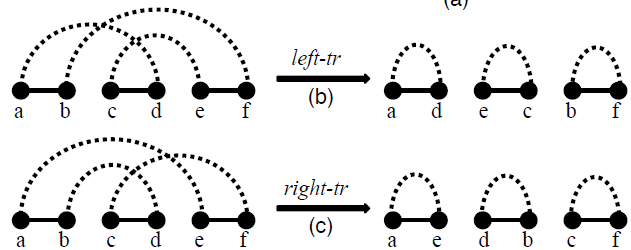 (a)
left-tr
a b c d e f (b) a d e c b f
right-tr
a b c d e f (c) a e d b c f